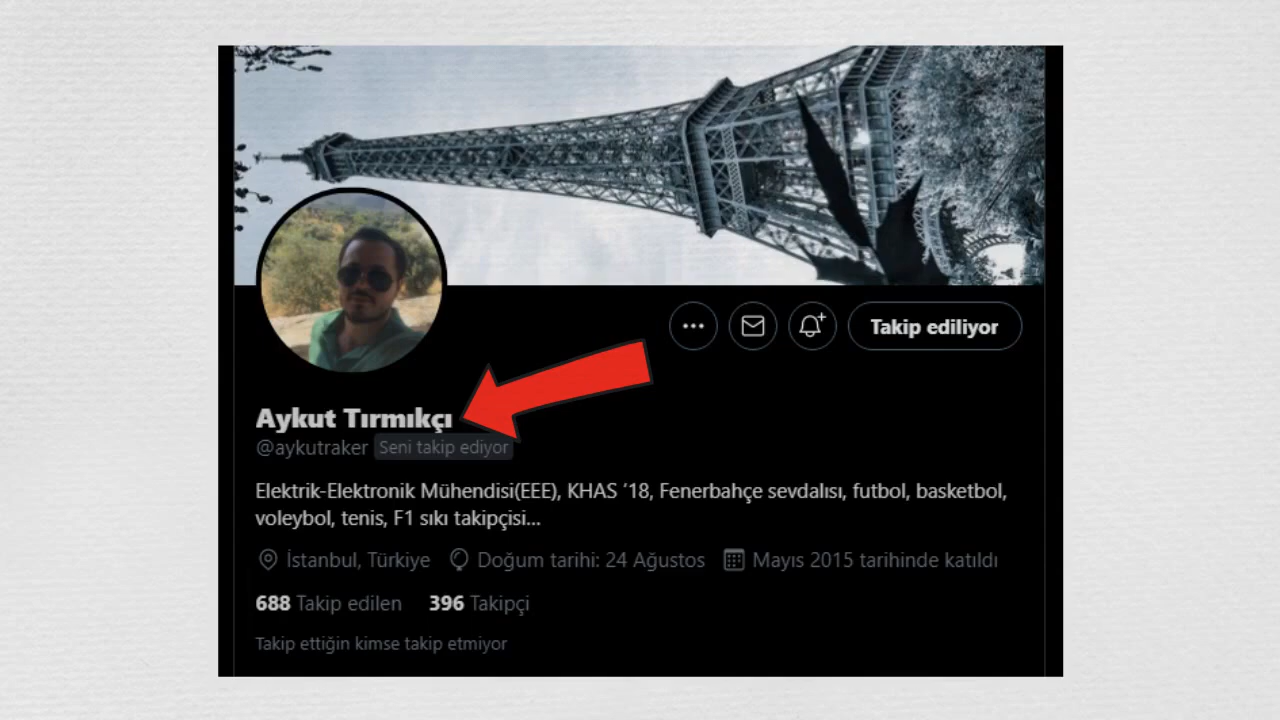 Takip ediliyor
Aykut Tırmıkçı
@aykutraker Seni takip ediyor
Elektrik-Elektronik Mühendisi(EEE), KHAS ‘18, Fenerbahçe sevdalısı, futbol, basketbol,
voleybol, tenis, F1 sıkı takipçisi...
İstanbul, Türkiye Doğum tarihi: 24 Ağustos Mayıs 2015 tarihinde katıldı
688 Takip edilen 396 Takipçi
Takip ettiğin kimse takip etmiyor